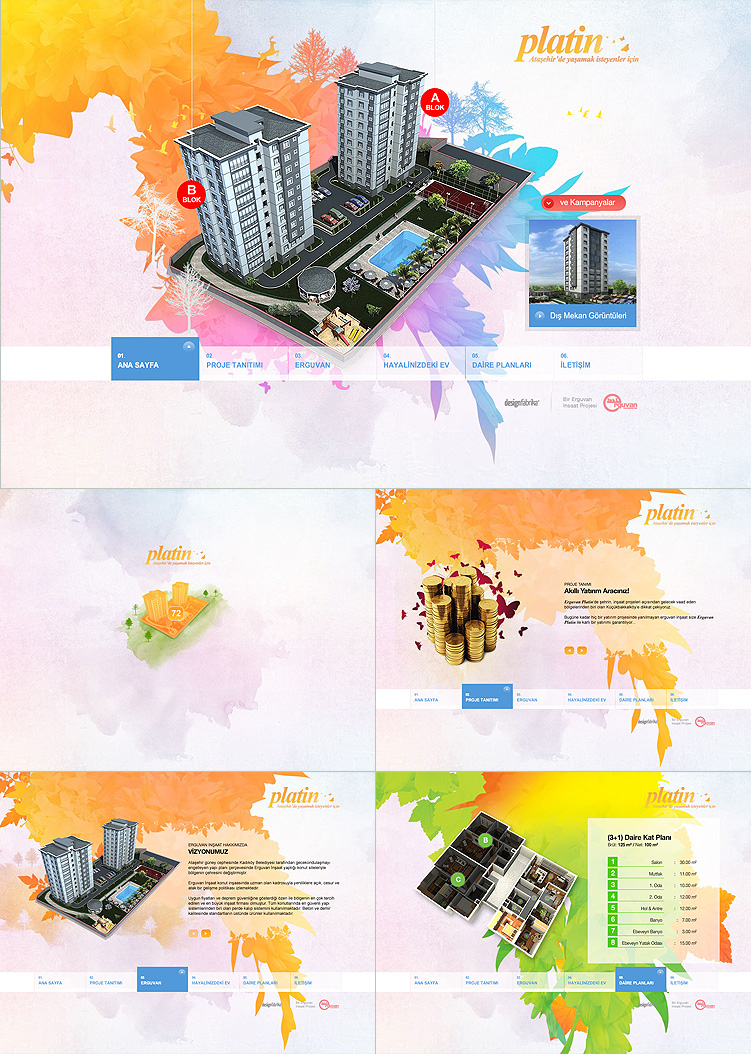 platin
Ataşehir'de yaşamak isteyenler için
A
BLOK
B
BLOK
ve Kampanyalar
Dış Mekan Görüntüleri
01.
ANA SAYFA
02.
PROJE TANITIMI
03.
ERGUVAN
04.
HAYALİNİZDEKİ EV
05.
DAİRE PLANLARI
06.
İLETİŞİM
designfabrika
Bir Erguvan
İnşaat Projesi
erguvan
platin
Ataşehir'de yaşamak isteyenler için
72
platin
Ataşehir'de yaşamak isteyenler için
PROJE TANIMI
Akıllı Yatırım Aracınız!
Erguvan Platin'de şehrin, inşaat projeleri açısından gelecek vaad eden
bölgelerinden biri olan Küçükbakkalköy'e dikkat çekiyoruz.
Bugüne kadar hiç bir yatırım projesinde yanılmayan erguvan inşaat size Erguvan
Platin ile karlı bir yatırımı garantiliyor...
01.
ANA SAYFA
02.
PROJE TANITIMI
03.
ERGUVAN
04.
HAYALİNİZDEKİ EV
05.
DAİRE PLANLARI
06.
İLETİŞİM
designfabrika
Bir Erguvan
İnşaat Projesi
platin
Ataşehir'de yaşamak isteyenler için
ERGUVAN İNŞAAT HAKKIMIZDA
VİZYONUMUZ
Ataşehir güney cephesinde Kadıköy Belediyesi tarafından gecekondulaşmayı
engelleyen yapı planı çerçevesinde Erguvan İnşaat yaptığı konut siteleriyle
bölgenin çehresini değiştirmiştir.
Erguvan İnşaat konut inşaasında uzman olan kadrosuyla yeniliklere açık, cesur ve
atak bir gelişme politikası izlemektedir.
Uygun fiyatları ve deprem güvenliğine gösterdiği özen ile bölgenin en çok tercih
edilen ve en büyük inşaat firması olmuştur. Tüm konutlarında en güvenli yapı
sistemlerinden biri olan perde kalıp sistemini kullanmaktadır. Beton ve demir
kalitesinde standartların üstünde ürünler kullanılmaktadır.
01.
ANA SAYFA
02.
PROJE TANITIMI
03.
ERGUVAN
04.
HAYALİNİZDEKİ EV
05.
DAİRE PLANLARI
06.
İLETİŞİM
designfabrika
Bir Erguvan
İnşaat Projesi
platin
Ataşehir'de yaşamak isteyenler için
B
C
(3+1) Daire Kat Planı
Brüt: 125 m² / Net: 100 m²
1 Salon : 30.00 m²
2 Mutfak : 11.00 m²
3 1. Oda : 10.00 m²
4 2. Oda : 12.00 m²
5 Hol & Antre : 12.00 m²
6 Banyo : 7.00 m²
7 Ebeveyn Banyo : 3.00 m²
8 Ebeveyn Yatak Odası : 15.00 m²
01.
ANA SAYFA
02.
PROJE TANITIMI
03.
ERGUVAN
04.
HAYALİNİZDEKİ EV
05.
DAİRE PLANLARI
06.
İLETİŞİM
designfabrika
Bir Erguvan
İnşaat Projesi